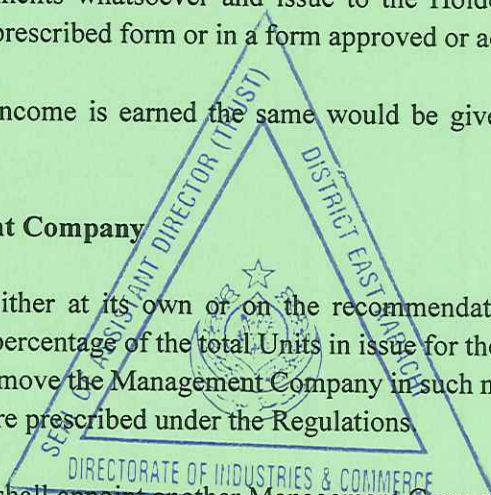 ments whatsoever and issue to the Holde
prescribed form or in a form approved or a
ncome is earned the same would be give
nt Company
ither at its own or on the recommendat
percentage of the total Units in issue for the
move the Management Company in such m
re prescribed under the Regulations.
shall appoint another Management C
SEAL OF ASSISTANT DIRECTOR (TRUST)
DISTRICT EAST KARACHI
DIRECTORATE OF INDUSTRIES & COMMERCE